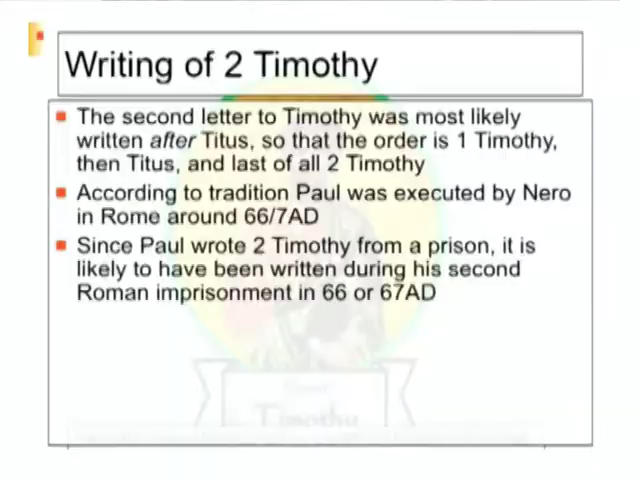 Writing of 2 Timothy
The second letter to Timothy was most likely
written after Titus, so that the order is 1 Timothy,
then Titus, and last of all 2 Timothy
According to tradition Paul was executed by Nero
in Rome around 66/7AD
Since Paul wrote 2 Timothy from a prison, it is
likely to have been written during his second
Roman imprisonment in 66 or 67AD
Timothy